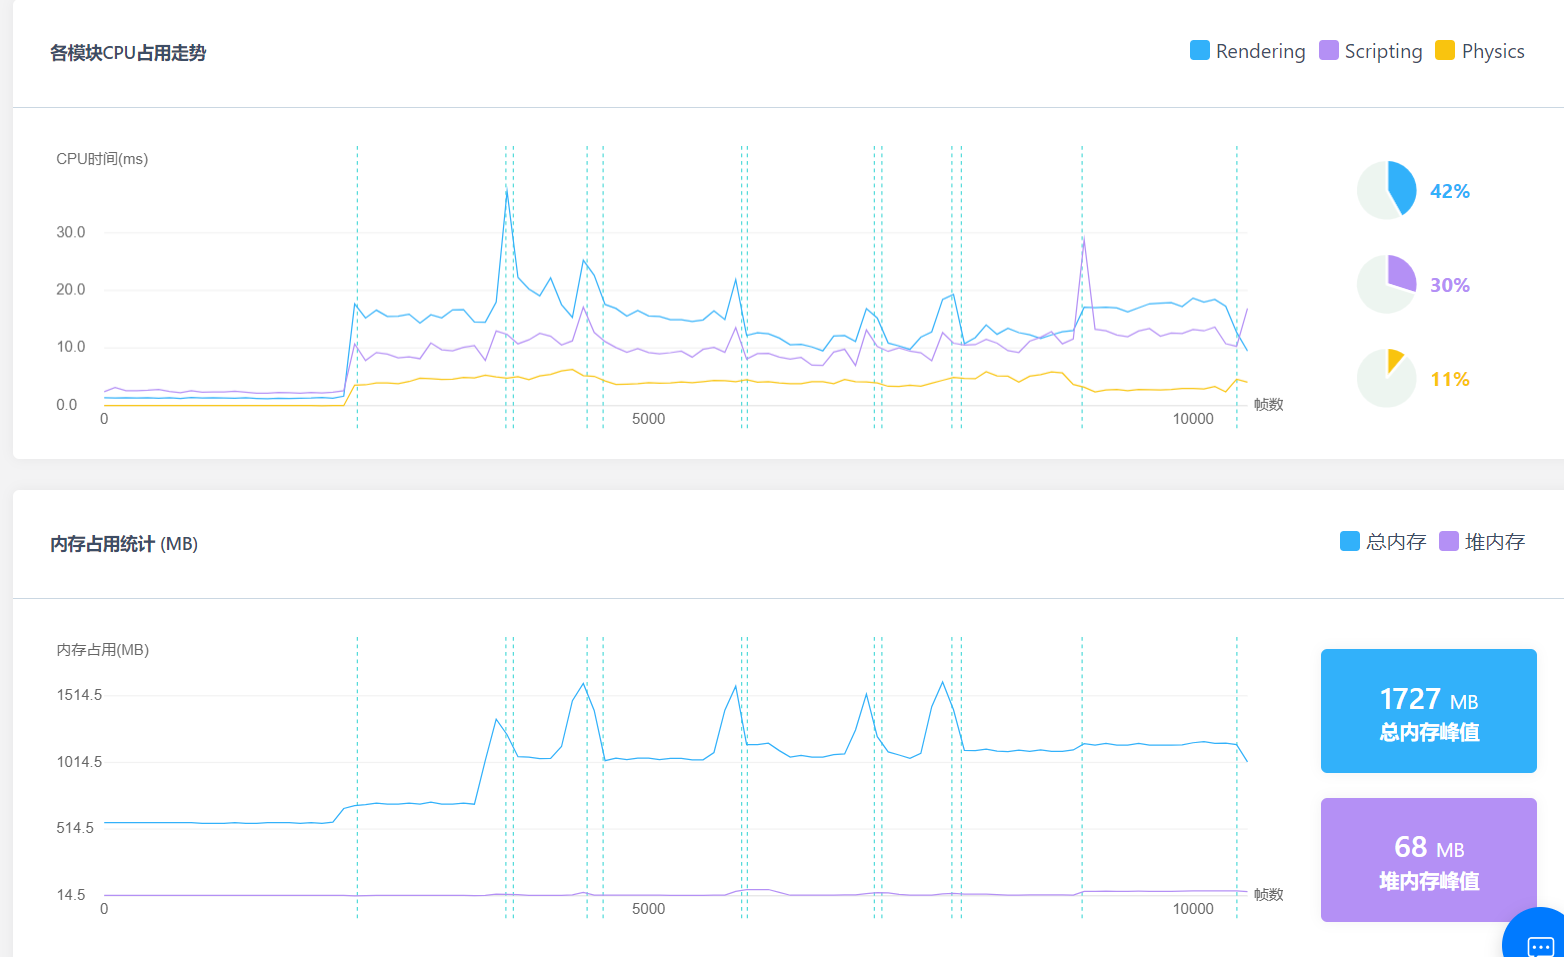 各模块CPU占用走势
Rendering Scripting Physics
CPU时间(ms)
30.0
20.0
10.0
0.0
0 5000 10000 帧数
42%
30%
11%
内存占用统计 (MB)
总内存 堆内存
内存占用(MB)
1514.5
1014.5
514.5
14.5
0 5000 10000 帧数
1727 MB
总内存峰值
68 MB
堆内存峰值